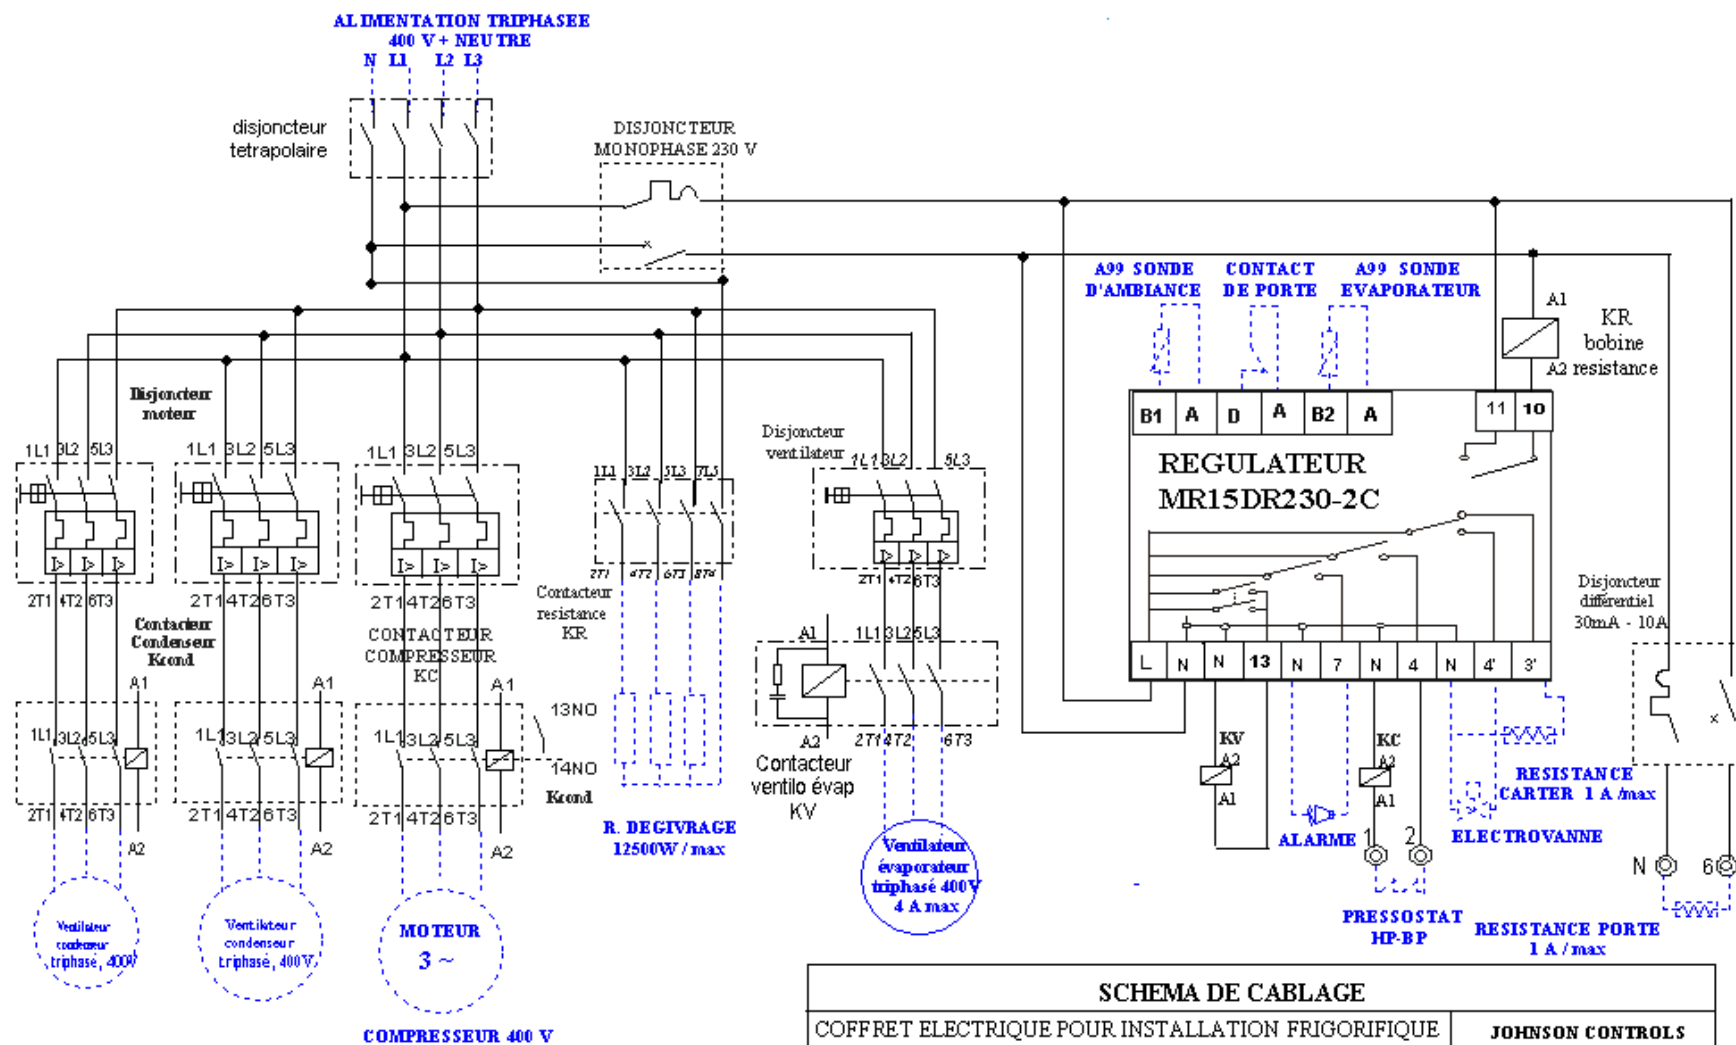 ALIMENTATION TRIPHASEE
400 V + NEUTRE
N L1 L2 L3
disjoncteur
tetrapolaire
DISJONCTEUR
MONOPHASE 230 V
A99 SONDE
D'AMBIANCE
CONTACT
DE PORTE
A99 SONDE
EVAPORATEUR
A1
KR
bobine
A2 resistance
Disjoncteur
moteur
B1 A D A B2 A
11 10
REGULATEUR
MR15DR230-2C
1L1 3L2 5L3
1L1 3L2 5L3
1L1 3L2 5L3
1L1 3L2 5L3 7L5
Disjoncteur
ventilateur
1L1 3L2 5L3
I> I> I>
I> I> I>
I> I> I>
I> I> I>
2T1 4T2 6T3
2T1 4T2 6T3
2T1 4T2 6T3
2T1 4T2 6T3 8T4
2T1 4T2 6T3
Contacteur
Condenseur
Kcond
CONTACTEUR
COMPRESSEUR
KC
Contacteur
resistance
KR
Disjoncteur
différentiel
30mA - 10A
L N N 13 N 7 N 4 N 4' 3'
A1
A1
A1
A1
1L1 3L2 5L3
13NO
14NO
Kcond
1L1 3L2 5L3
1L1 3L2 5L3
1L1 3L2 5L3
2T1 4T2 6T3
A2
2T1 4T2 6T3
A2
2T1 4T2 6T3
A2
A2
2T1 4T2 6T3
Contacteur
ventilo évap
KV
KV
A2
A1
KC
A2
A1
1 2
ALARME
RESISTANCE
CARTER 1 A /max
ELECTROVANNE
N 6
R. DEGIVRAGE
12500W / max
Ventilateur
évaporateur
triphasé 400V
4 A max
PRESSOSTAT
HP-BP
RESISTANCE PORTE
1 A / max
Ventilateur
condenseur
triphasé, 400V
Ventilateur
condenseur
triphasé, 400V
MOTEUR
3 ~
COMPRESSEUR 400 V
SCHEMA DE CABLAGE
COFFRET ELECTRIQUE POUR INSTALLATION FRIGORIFIQUE
JOHNSON CONTROLS